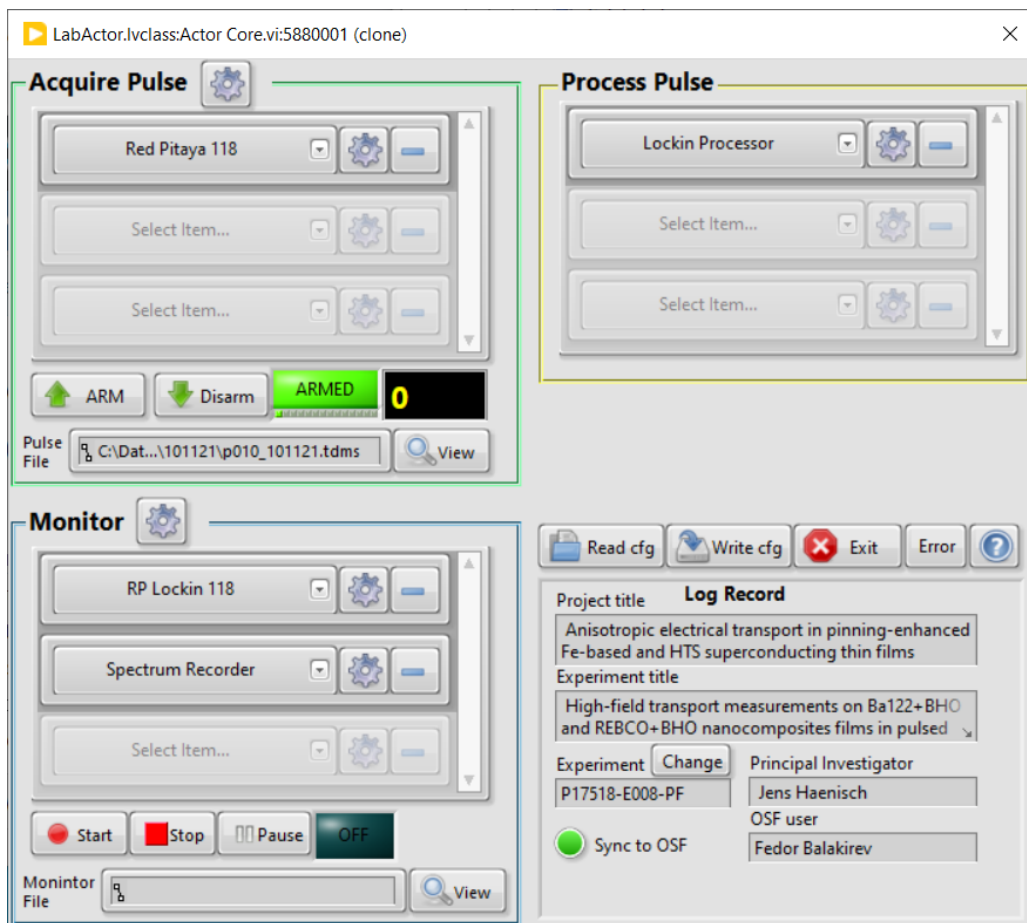 LabActor.lvclass:Actor Core.vi:5880001 (clone)
Acquire Pulse
Red Pitaya 118
Select Item...
Select Item...
ARM
Disarm
ARMED
0
Pulse
File
C:\Dat...\101121\p010_101121.tdms
View
Process Pulse
Lockin Processor
Select Item...
Select Item...
Monitor
RP Lockin 118
Spectrum Recorder
Select Item...
Start
Stop
Pause
OFF
Monintor
File
View
Read cfg
Write cfg
Exit
Error
?
Log Record
Project title
Anisotropic electrical transport in pinning-enhanced
Fe-based and HTS superconducting thin films
Experiment title
High-field transport measurements on Ba122+BHO
and REBCO+BHO nanocomposites films in pulsed
Experiment
Change
P17518-E008-PF
Principal Investigator
Jens Haenisch
OSF user
Fedor Balakirev
Sync to OSF